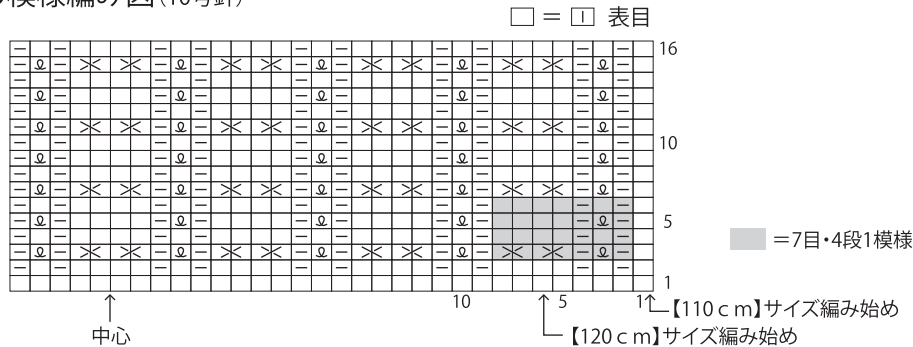 模様編み図(10号針)
□ = Ⅰ 表目
16
10
5
=7目・4段1模様
1
10 5 1
【110cm】サイズ編み始め
中心
【120cm】サイズ編み始め